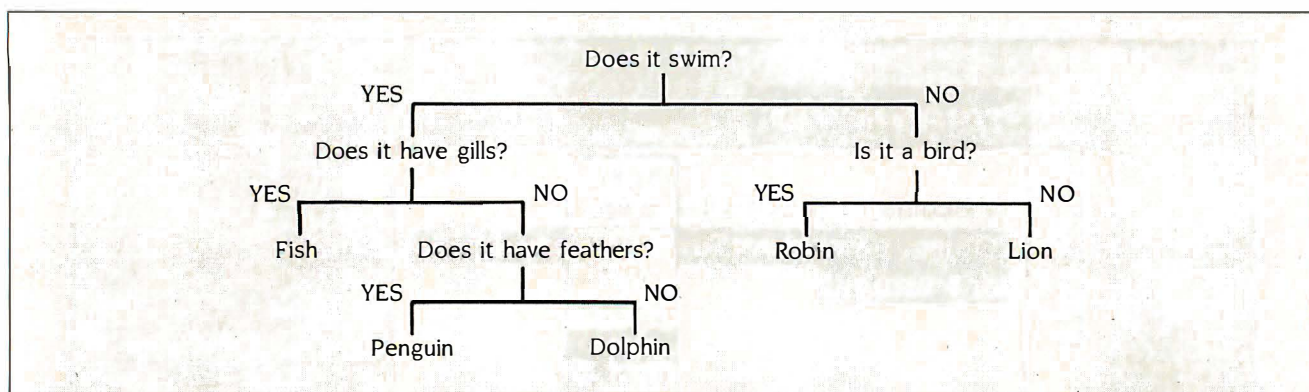 Does it swim?
YES NO
Does it have gills? Is it a bird?
YES NO YES NO
Fish Does it have feathers? Robin Lion
YES NO
Penguin Dolphin